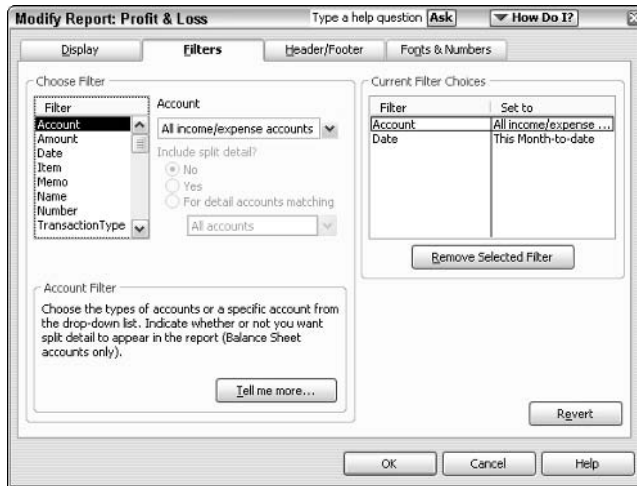 Modify Report: Profit & Loss
Type a help question Ask
How Do I?
Display
Filters
Header/Footer
Fonts & Numbers
Choose Filter
Filter
Account
Amount
Date
Item
Memo
Name
Number
TransactionType
Account
All income/expense accounts
Include split detail?
No
Yes
For detail accounts matching
All accounts
Account Filter
Choose the types of accounts or a specific account from
the drop-down list. Indicate whether or not you want
split detail to appear in the report (Balance Sheet
accounts only).
Tell me more...
Current Filter Choices
Filter Set to
Account All income/expense ...
Date This Month-to-date
Remove Selected Filter
Revert
OK
Cancel
Help